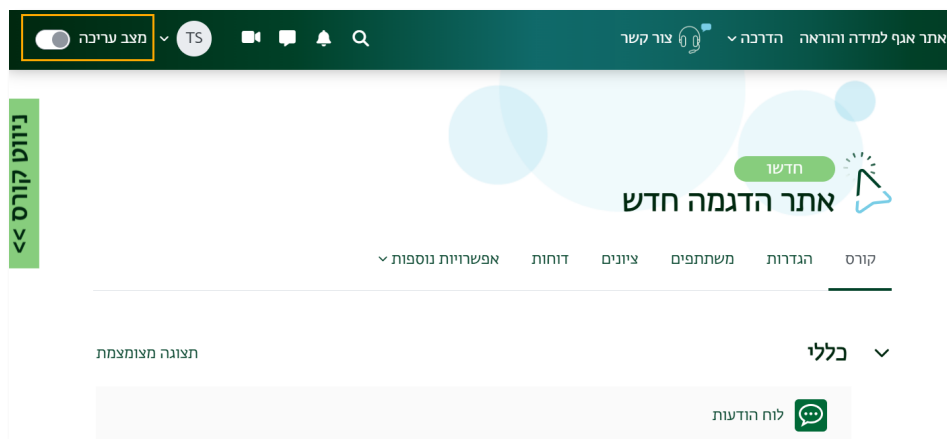 אתר אגף למידה והוראה הדרכה צור קשר TS מצב עריכה
ניווט קורס >>
חדשו
אתר הדגמה חדש
קורס הגדרות משתתפים ציונים דוחות אפשרויות נוספות
כללי תצוגה מצומצמת
לוח הודעות